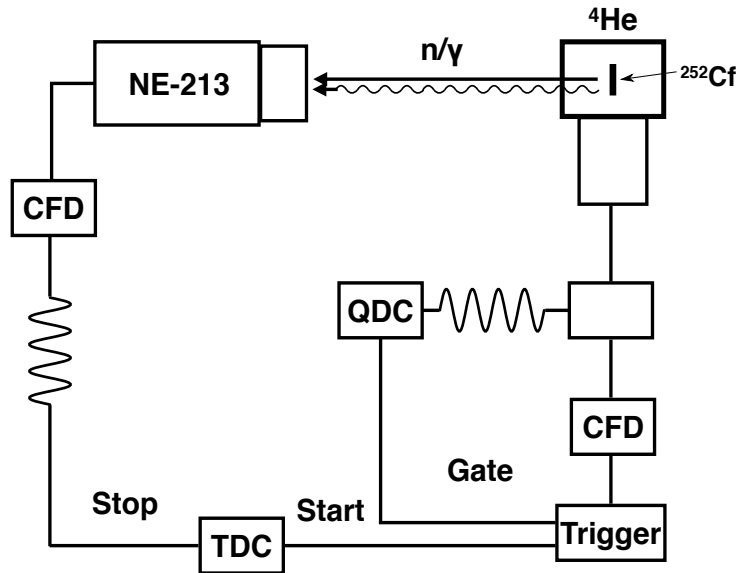 ⁴He
n/γ
NE-213
²⁵²Cf
CFD
QDC
CFD
Gate
Stop
Start
TDC
Trigger